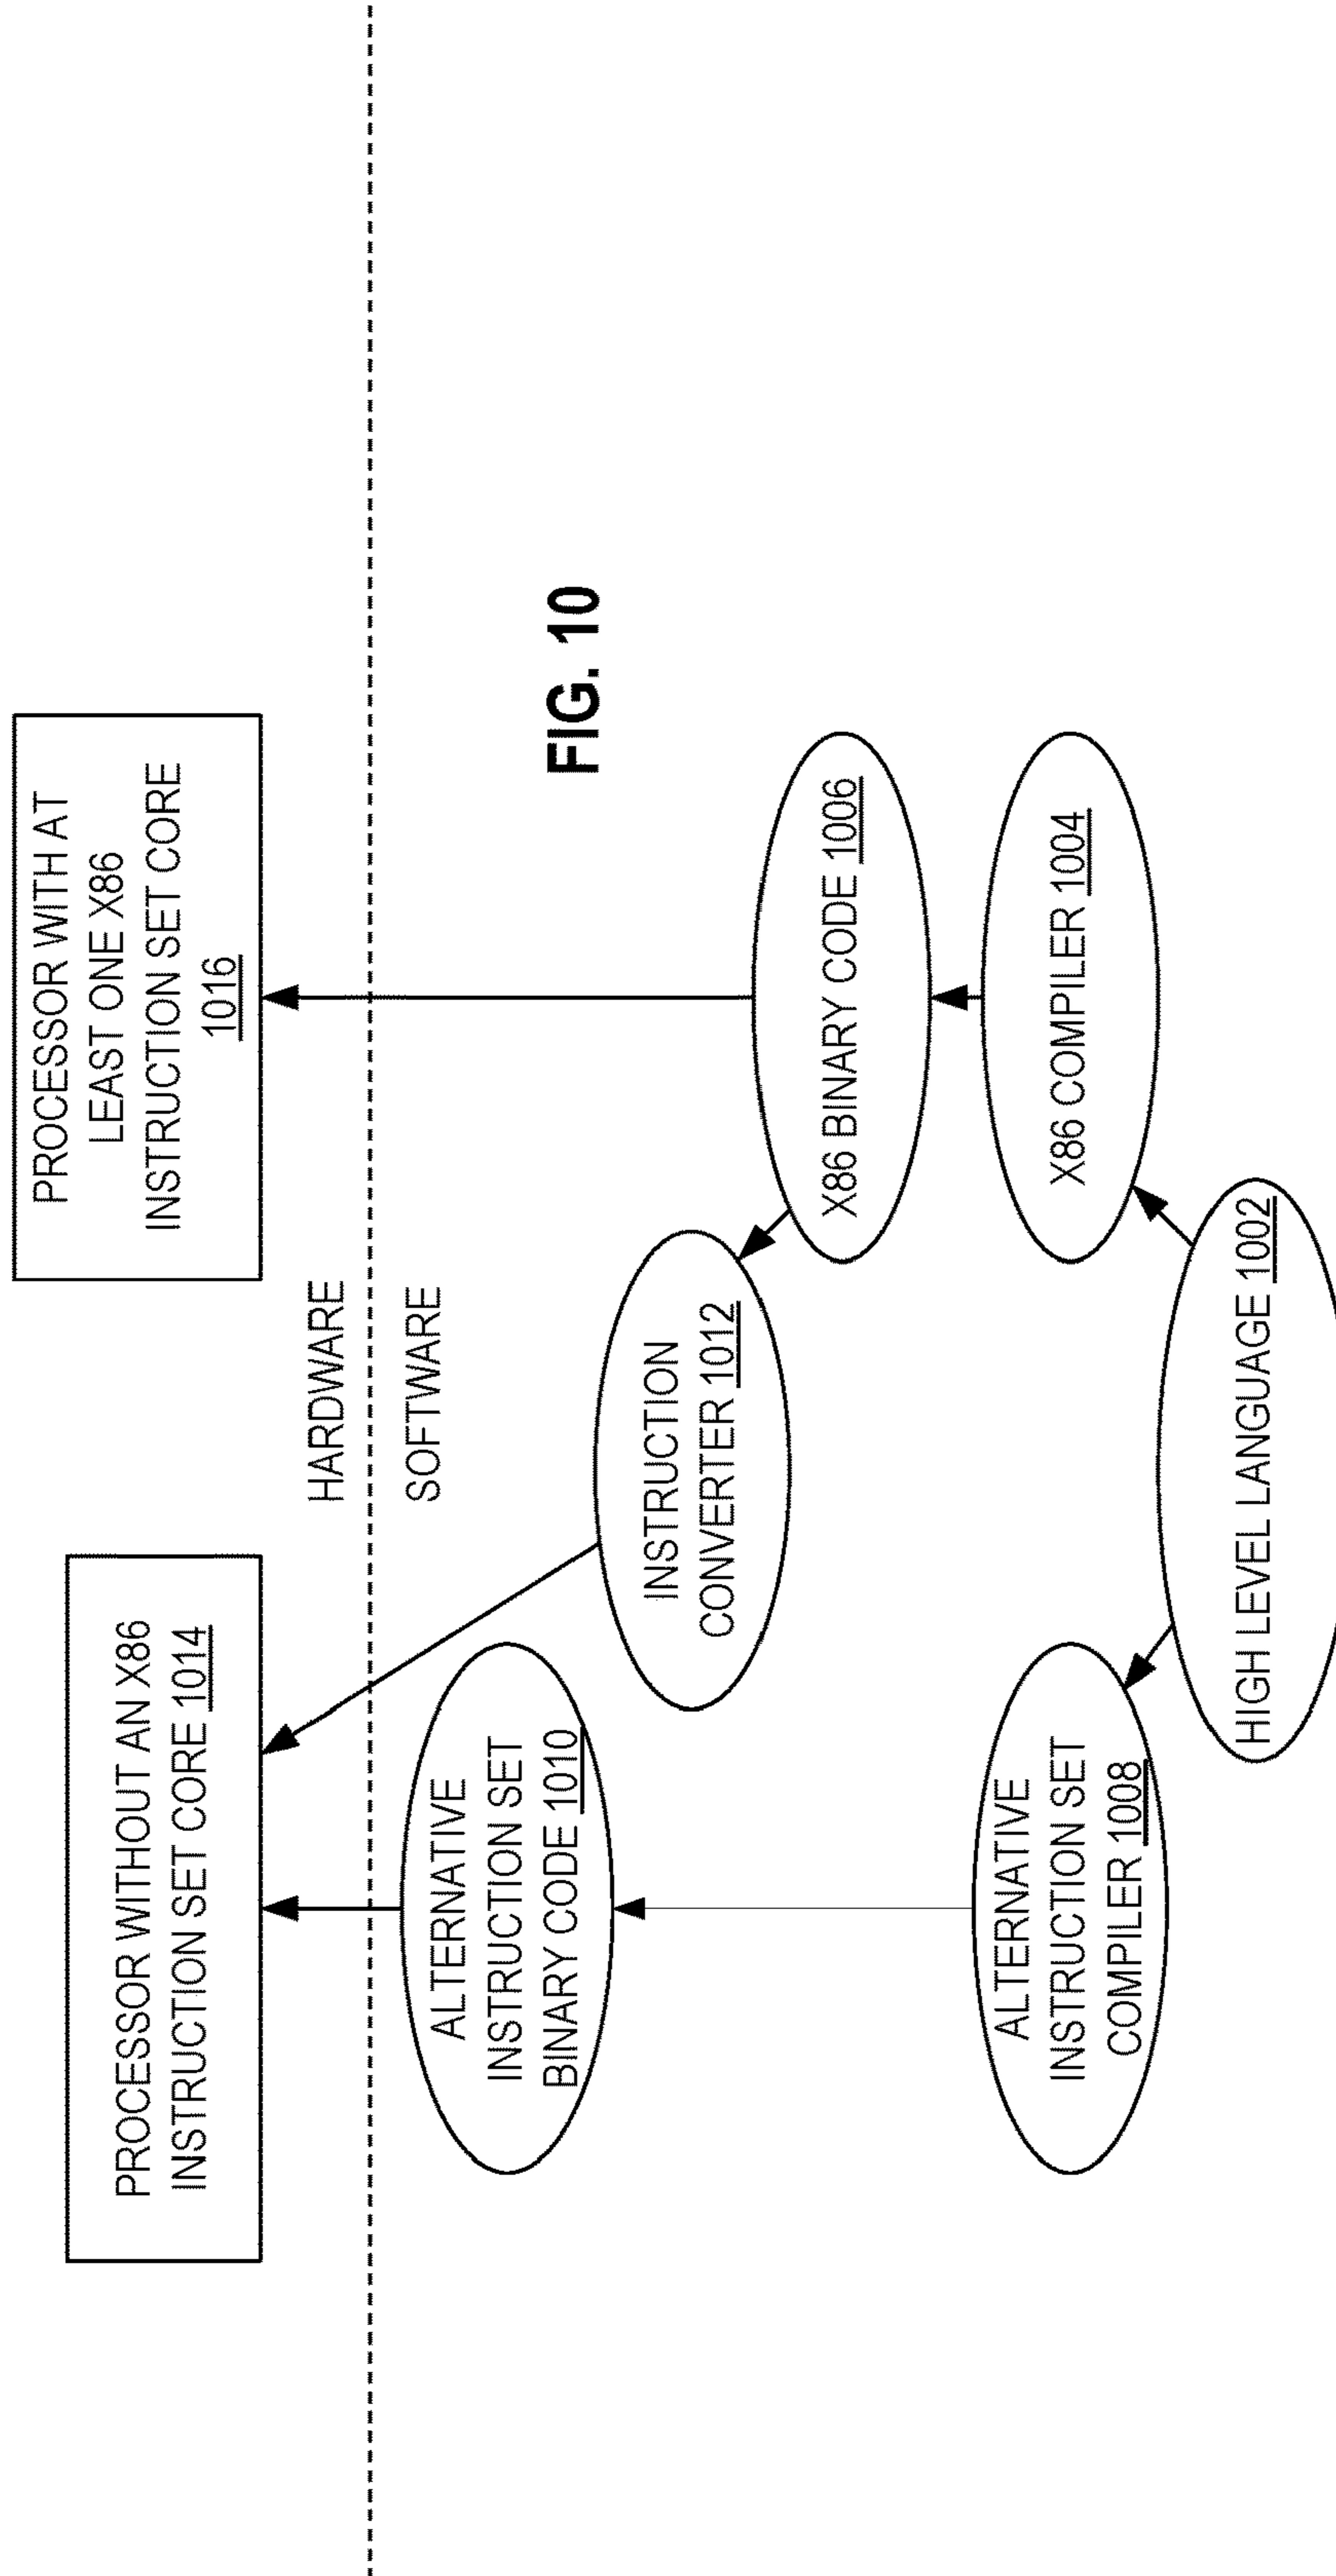 PROCESSOR WITHOUT AN X86
INSTRUCTION SET CORE 1014
PROCESSOR WITH AT
LEAST ONE X86
INSTRUCTION SET CORE
1016
HARDWARE
SOFTWARE
ALTERNATIVE
INSTRUCTION SET
BINARY CODE 1010
INSTRUCTION
CONVERTER 1012
FIG. 10
X86 BINARY CODE 1006
ALTERNATIVE
INSTRUCTION SET
COMPILER 1008
X86 COMPILER 1004
HIGH LEVEL LANGUAGE 1002